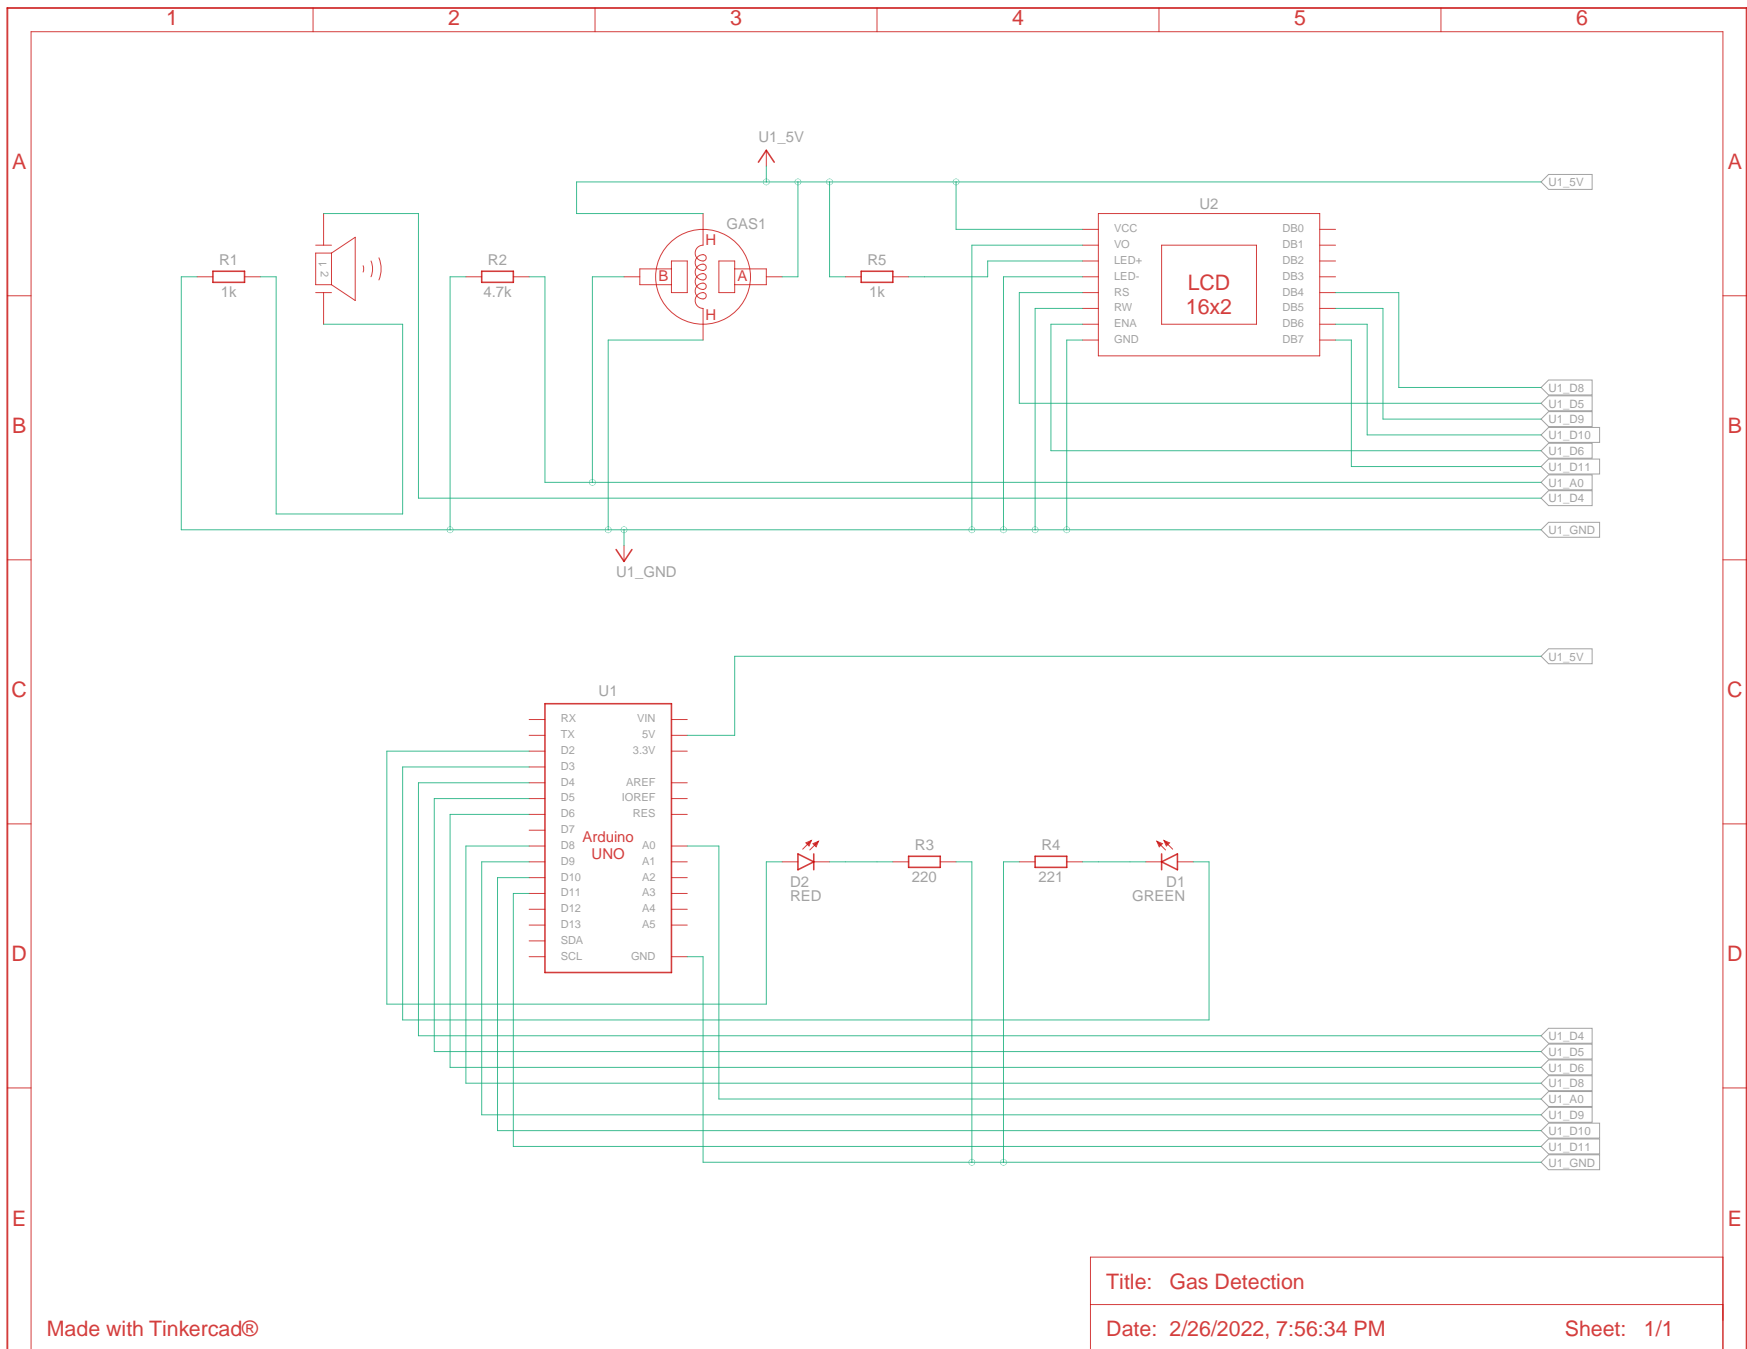 1 2 3 4 5 6
A A
B B
C C
D D
E E
U1_5V
U1_5V
R1
1k
1
2
R2
4.7k
GAS1
H
B A
H
R5
1k
U2
VCC DB0
VO DB1
LED+ DB2
LED- DB3
RS DB4
RW DB5
ENA DB6
GND DB7
LCD
16x2
U1_D8
U1_D5
U1_D9
U1_D10
U1_D6
U1_D11
U1_A0
U1_D4
U1_GND
U1_GND
U1_5V
U1
RX VIN
TX 5V
D2 3.3V
D3
D4 AREF
D5 IOREF
D6 RES
D7
D8 A0
D9 A1
D10 A2
D11 A3
D12 A4
D13 A5
SDA
SCL GND
Arduino
UNO
D2
RED
R3
220
R4
221
D1
GREEN
U1_D4
U1_D5
U1_D6
U1_D8
U1_A0
U1_D9
U1_D10
U1_D11
U1_GND
Title: Gas Detection
Made with Tinkercad®
Date: 2/26/2022, 7:56:34 PM Sheet: 1/1